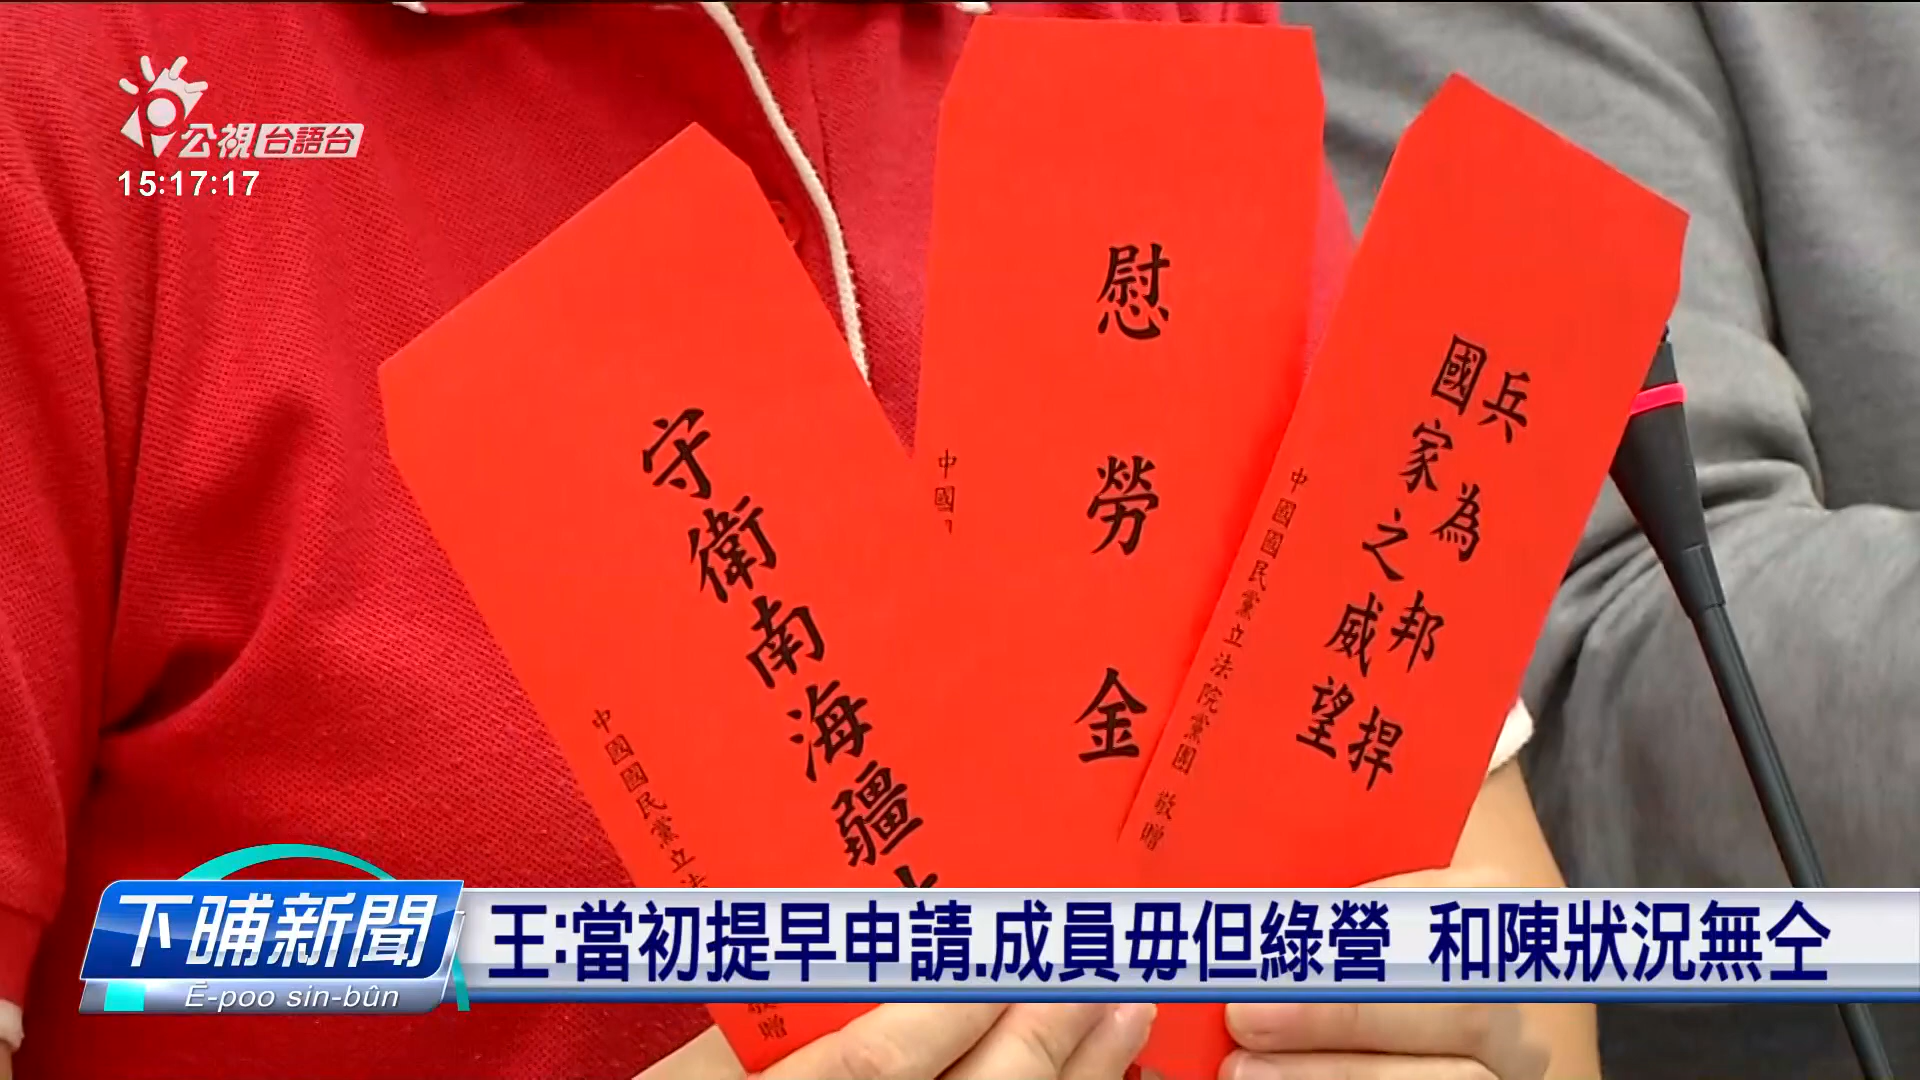 公視台語台
15:17:17
守衛南海疆土
中國國民黨立法
敬贈
慰勞金
中國
兵為邦捍
國家之威望
中國國民黨立法院黨團 敬贈
下晡新聞
Ē-poo sin-bûn
王:當初提早申請.成員毋但綠營 和陳狀況無仝